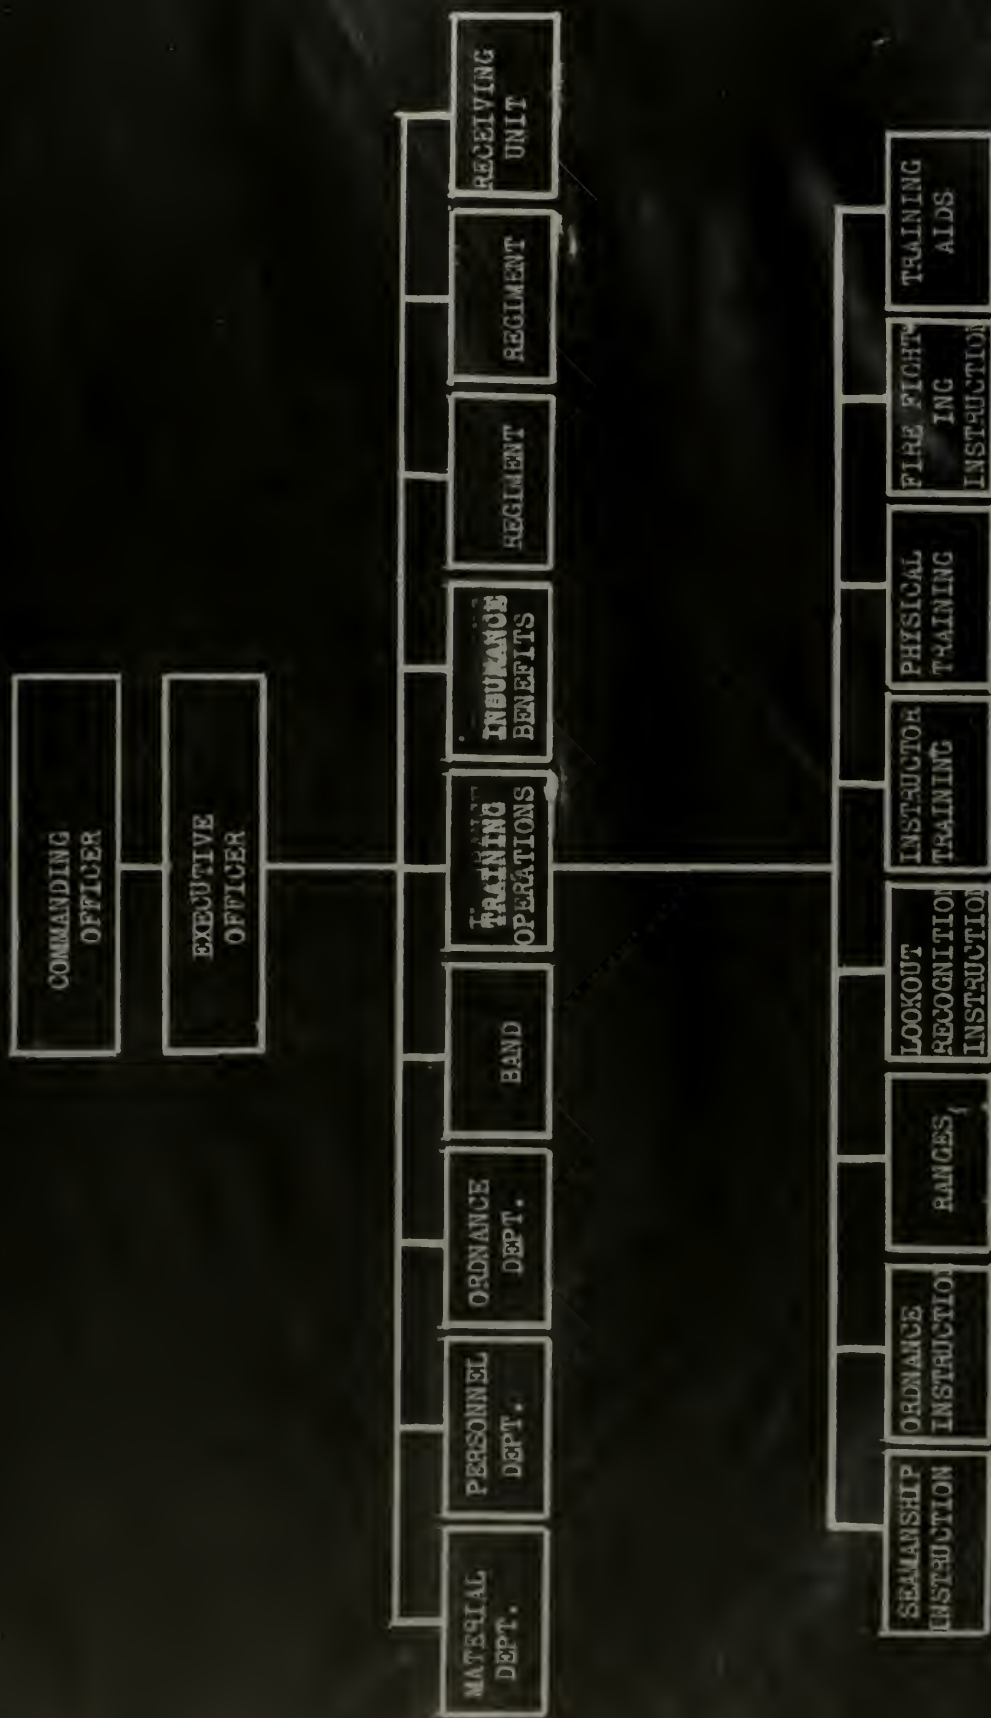 COMMANDING
OFFICER
EXECUTIVE
OFFICER
MATERIAL
DEPT.
PERSONNEL
DEPT.
ORDNANCE
DEPT.
BAND
TRAINING
OPERATIONS
INSURANCE
BENEFITS
REGIMENT
REGIMENT
RECEIVING
UNIT
SEAMANSHIP
INSTRUCTION
ORDNANCE
INSTRUCTION
RANGES
LOOKOUT
RECOGNITION
INSTRUCTION
INSTRUCTOR
TRAINING
PHYSICAL
TRAINING
FIRE FIGHT-
ING
INSTRUCTION
TRAINING
AIDS